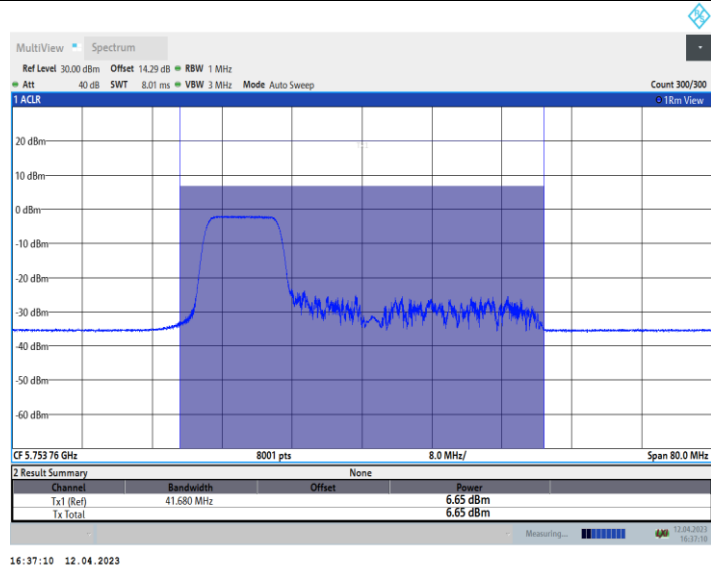 MultiView Spectrum
Ref Level 30.00 dBm Offset 14.29 dB RBW 1 MHz
Att 40 dB SWT 8.01 ms VBW 3 MHz Mode Auto Sweep Count 300/300
1 ACLR 1Rm View
20 dBm
10 dBm
0 dBm
-10 dBm
-20 dBm
-30 dBm
-40 dBm
-50 dBm
-60 dBm
CF 5.753 76 GHz 8001 pts 8.0 MHz/ Span 80.0 MHz
2 Result Summary None
Channel Bandwidth Offset Power
Tx1 (Ref) 41.680 MHz 6.65 dBm
Tx Total 6.65 dBm
Measuring... 12.04.2023
16:37:10
16:37:10 12.04.2023